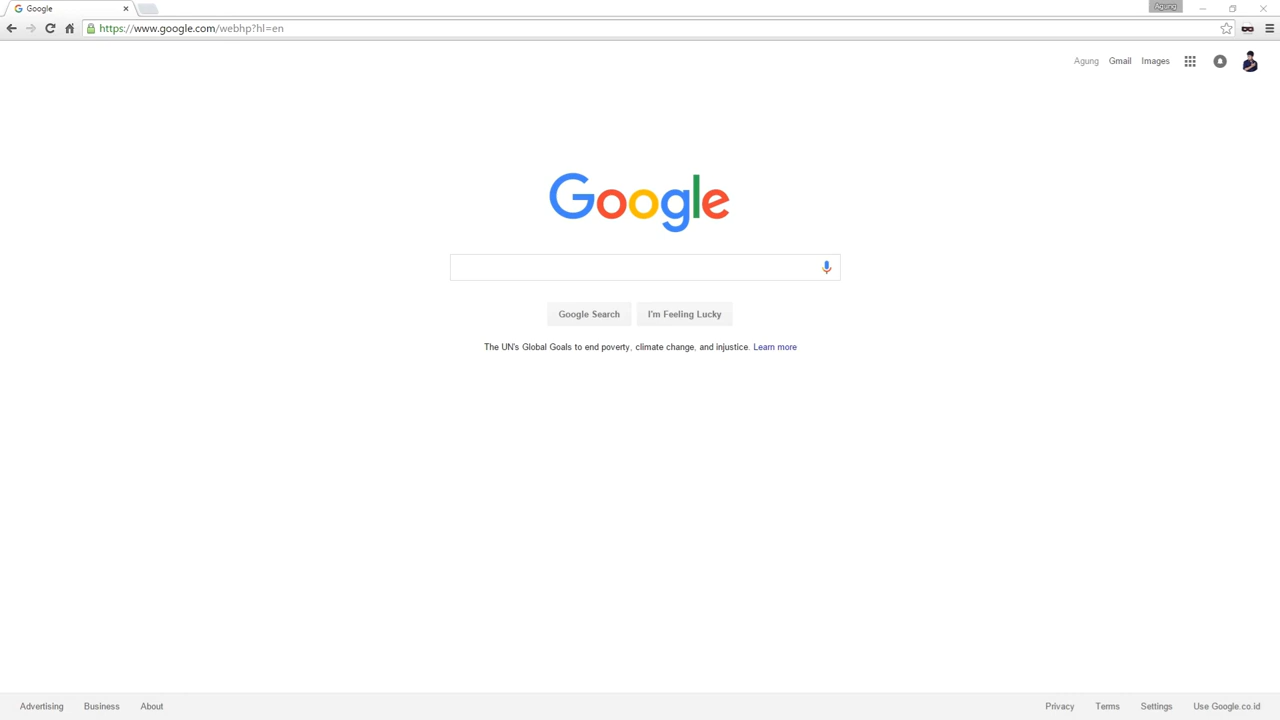 Google
Agung
https://www.google.com/webhp?hl=en
Agung Gmail Images
Google
Google Search I'm Feeling Lucky
The UN's Global Goals to end poverty, climate change, and injustice. Learn more
Advertising Business About Privacy Terms Settings Use Google.co.id